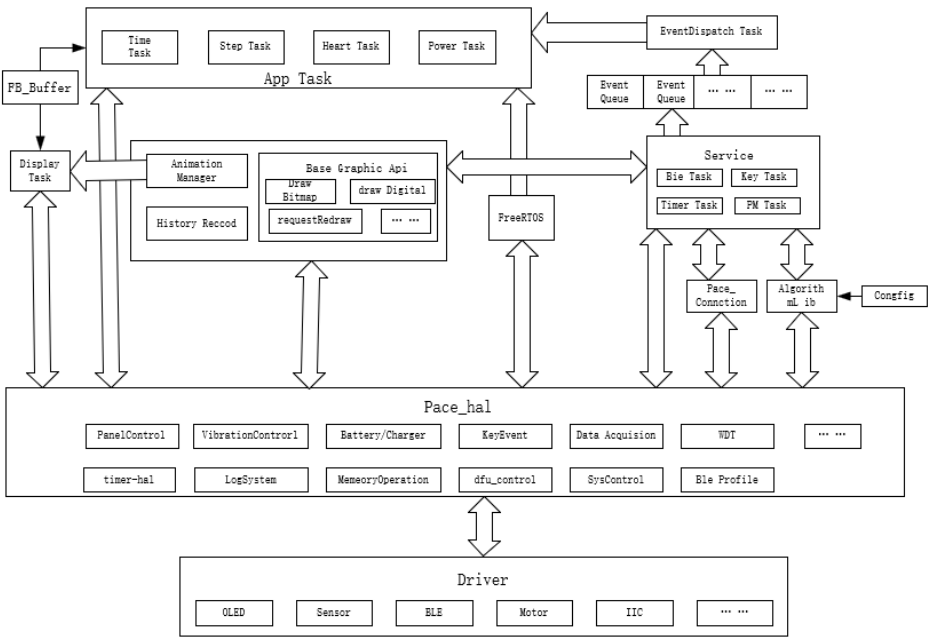 Time
Task
Step Task
Heart Task
Power Task
App Task
EventDispatch Task
FB_Buffer
Event
Queue
Event
Queue
... ...
... ...
Display
Task
Animation
Manager
History Reccod
Base Graphic Api
Draw
Bitmap
draw Digital
requestRedraw
... ...
FreeRTOS
Service
Bie Task
Key Task
Timer Task
PM Task
Pace_
Connction
Algorith
mL ib
Congfig
Pace_hal
PanelControl
VibrationControrl
Battery/Charger
KeyEvent
Data Acquision
WDT
... ...
timer-hal
LogSystem
MemeoryOperation
dfu_control
SysControl
Ble Profile
Driver
OLED
Sensor
BLE
Motor
IIC
... ...